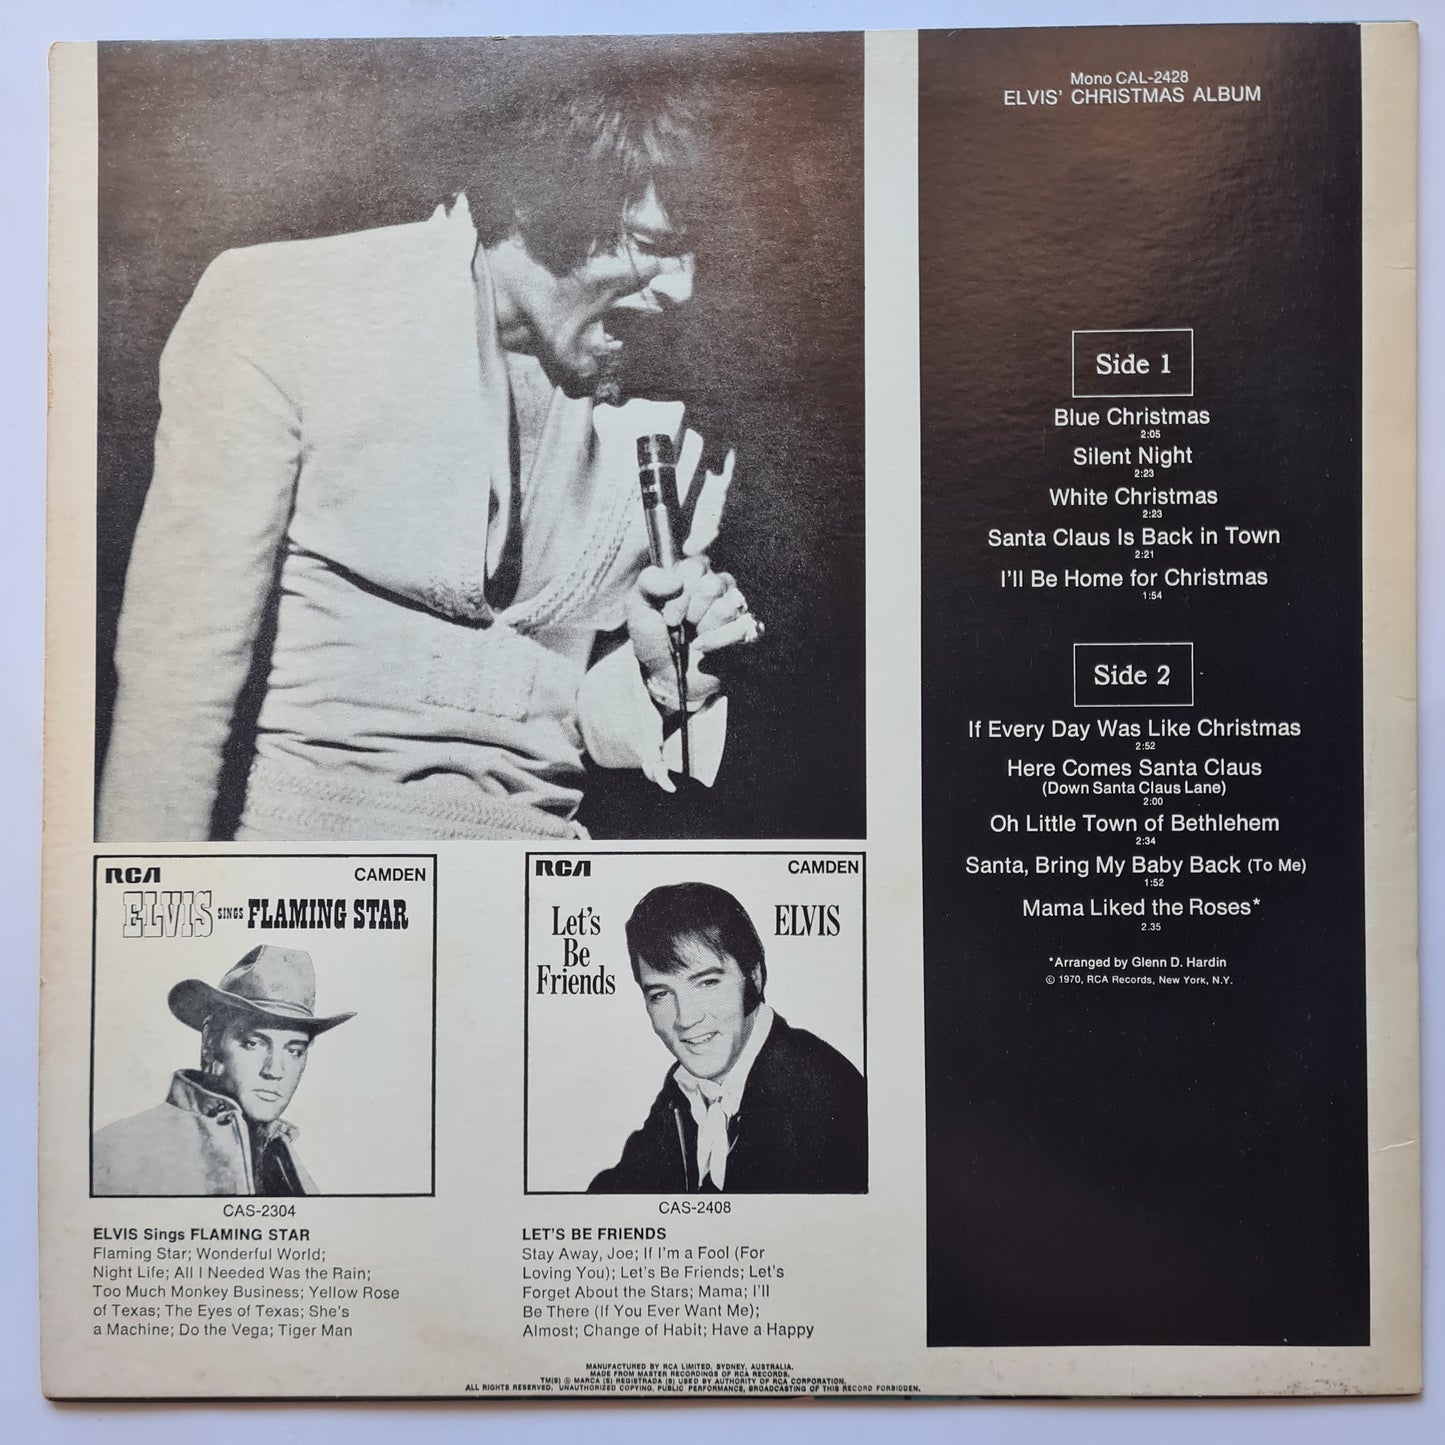 Mono CAL-2428
ELVIS' CHRISTMAS ALBUM
Side 1
Blue Christmas
2:05
Silent Night
2:23
White Christmas
2:23
Santa Claus Is Back in Town
2:21
I'll Be Home for Christmas
1:54
Side 2
If Every Day Was Like Christmas
2:52
Here Comes Santa Claus
(Down Santa Claus Lane)
2:00
Oh Little Town of Bethlehem
2:34
Santa, Bring My Baby Back (To Me)
1:52
Mama Liked the Roses*
2.35
*Arranged by Glenn D. Hardin
© 1970, RCA Records, New York, N.Y.
RCA CAMDEN
ELVIS SINGS FLAMING STAR
CAS-2304
ELVIS Sings FLAMING STAR
Flaming Star; Wonderful World;
Night Life; All I Needed Was the Rain;
Too Much Monkey Business; Yellow Rose
of Texas; The Eyes of Texas; She's
a Machine; Do the Vega; Tiger Man
RCA CAMDEN
Let's
Be
Friends
ELVIS
CAS-2408
LET'S BE FRIENDS
Stay Away, Joe; If I'm a Fool (For
Loving You); Let's Be Friends; Let's
Forget About the Stars; Mama; I'll
Be There (If You Ever Want Me);
Almost; Change of Habit; Have a Happy
MANUFACTURED BY RCA LIMITED, SYDNEY, AUSTRALIA.
MADE FROM MASTER RECORDINGS OF RCA RECORDS.
TM(S) ® MARCA (S) REGISTRADA (S) USED BY AUTHORITY OF RCA CORPORATION.
ALL RIGHTS RESERVED. UNAUTHORIZED COPYING, PUBLIC PERFORMANCE, BROADCASTING OF THIS RECORD FORBIDDEN.